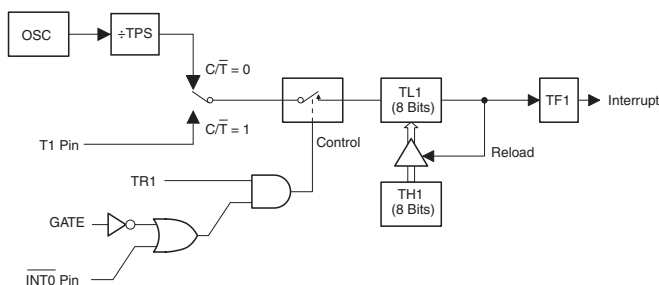 OSC
÷TPS
C/T̅ = 0
C/T̅ = 1
T1 Pin
TR1
GATE
I̅N̅T̅0̅ Pin
Control
TL1
(8 Bits)
TF1
Interrupt
Reload
TH1
(8 Bits)